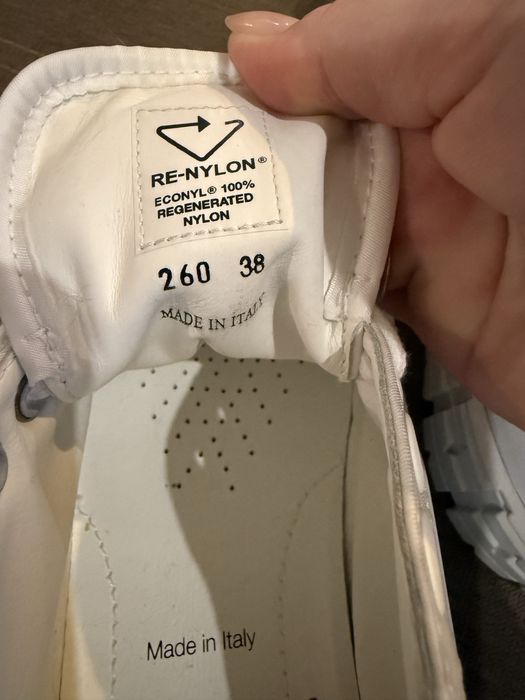 RE-NYLON®
ECONYL® 100%
REGENERATED
NYLON
260 38
MADE IN ITALY
Made in Italy